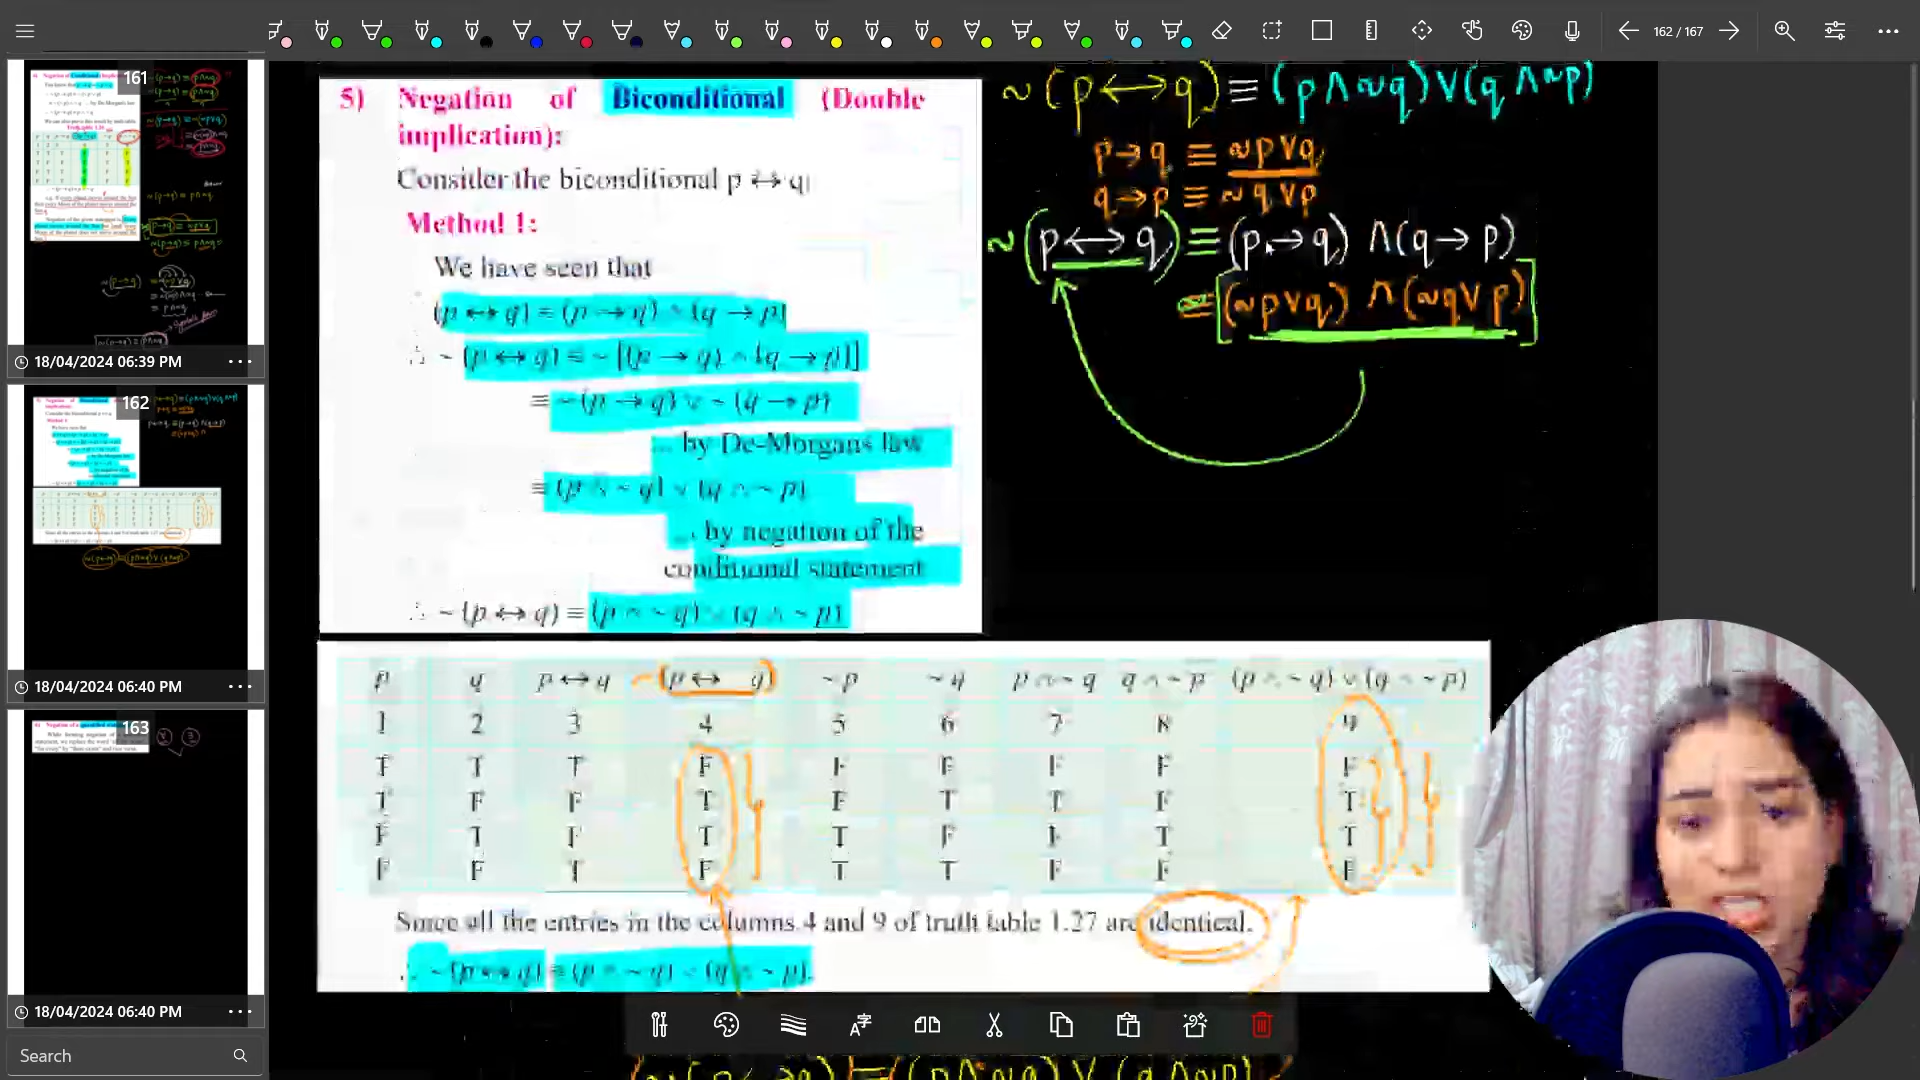 162 / 167
161
18/04/2024 06:39 PM
162
18/04/2024 06:40 PM
163
18/04/2024 06:40 PM
Search
5) Negation of Biconditional (Double
implication):
Consider the biconditional p ↔ q
Method 1:
We have seen that
(p ↔ q) ≡ (p → q) ∧ (q → p)
∴ ~ (p ↔ q) ≡ ~ [(p → q) ∧ (q → p)]
≡ ~ (p → q) ∨ ~ (q → p)
... by De-Morgans law
≡ (p ∧ ~ q) ∨ (q ∧ ~ p)
... by negation of the
conditional statement
∴ ~ (p ↔ q) ≡ (p ∧ ~ q) ∨ (q ∧ ~ p)
~(p↔q) ≡ (p∧~q)∨(q∧~p)
p→q ≡ ~p∨q
q→p ≡ ~q∨p
~(p↔q) ≡ (p→q) ∧(q→p)
≡[(~p∨q) ∧(~q∨p)]
p q p ↔ q ~(p ↔ q) ~p ~q p ∧ ~ q q ∧ ~ p (p ∧ ~ q) ∨ (q ∧ ~ p)
1 2 3 4 5 6 7 8 9
T T T F F F F F F
T F F T F T T F T
F T F T T F F T T
F F T F T T F F F
Since all the entries in the columns 4 and 9 of truth table 1.27 are identical.
∴ ~ (p ↔ q) ≡ (p ∧ ~ q) ∨ (q ∧ ~ p).
~(p↔q) ≡ (p∧~q) ∨ (q∧~p)